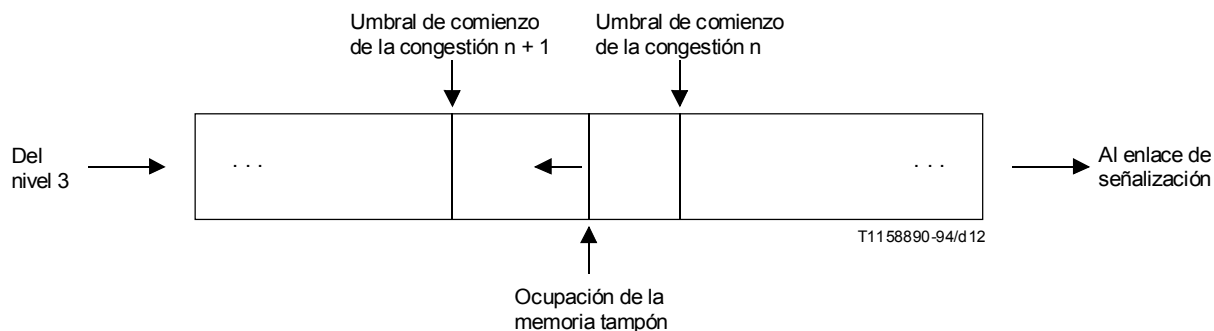 Umbral de comienzo
de la congestión n + 1
Umbral de comienzo
de la congestión n
Del
nivel 3
. . .
. . .
Al enlace de
señalización
T1158890-94/d12
Ocupación de la
memoria tampón